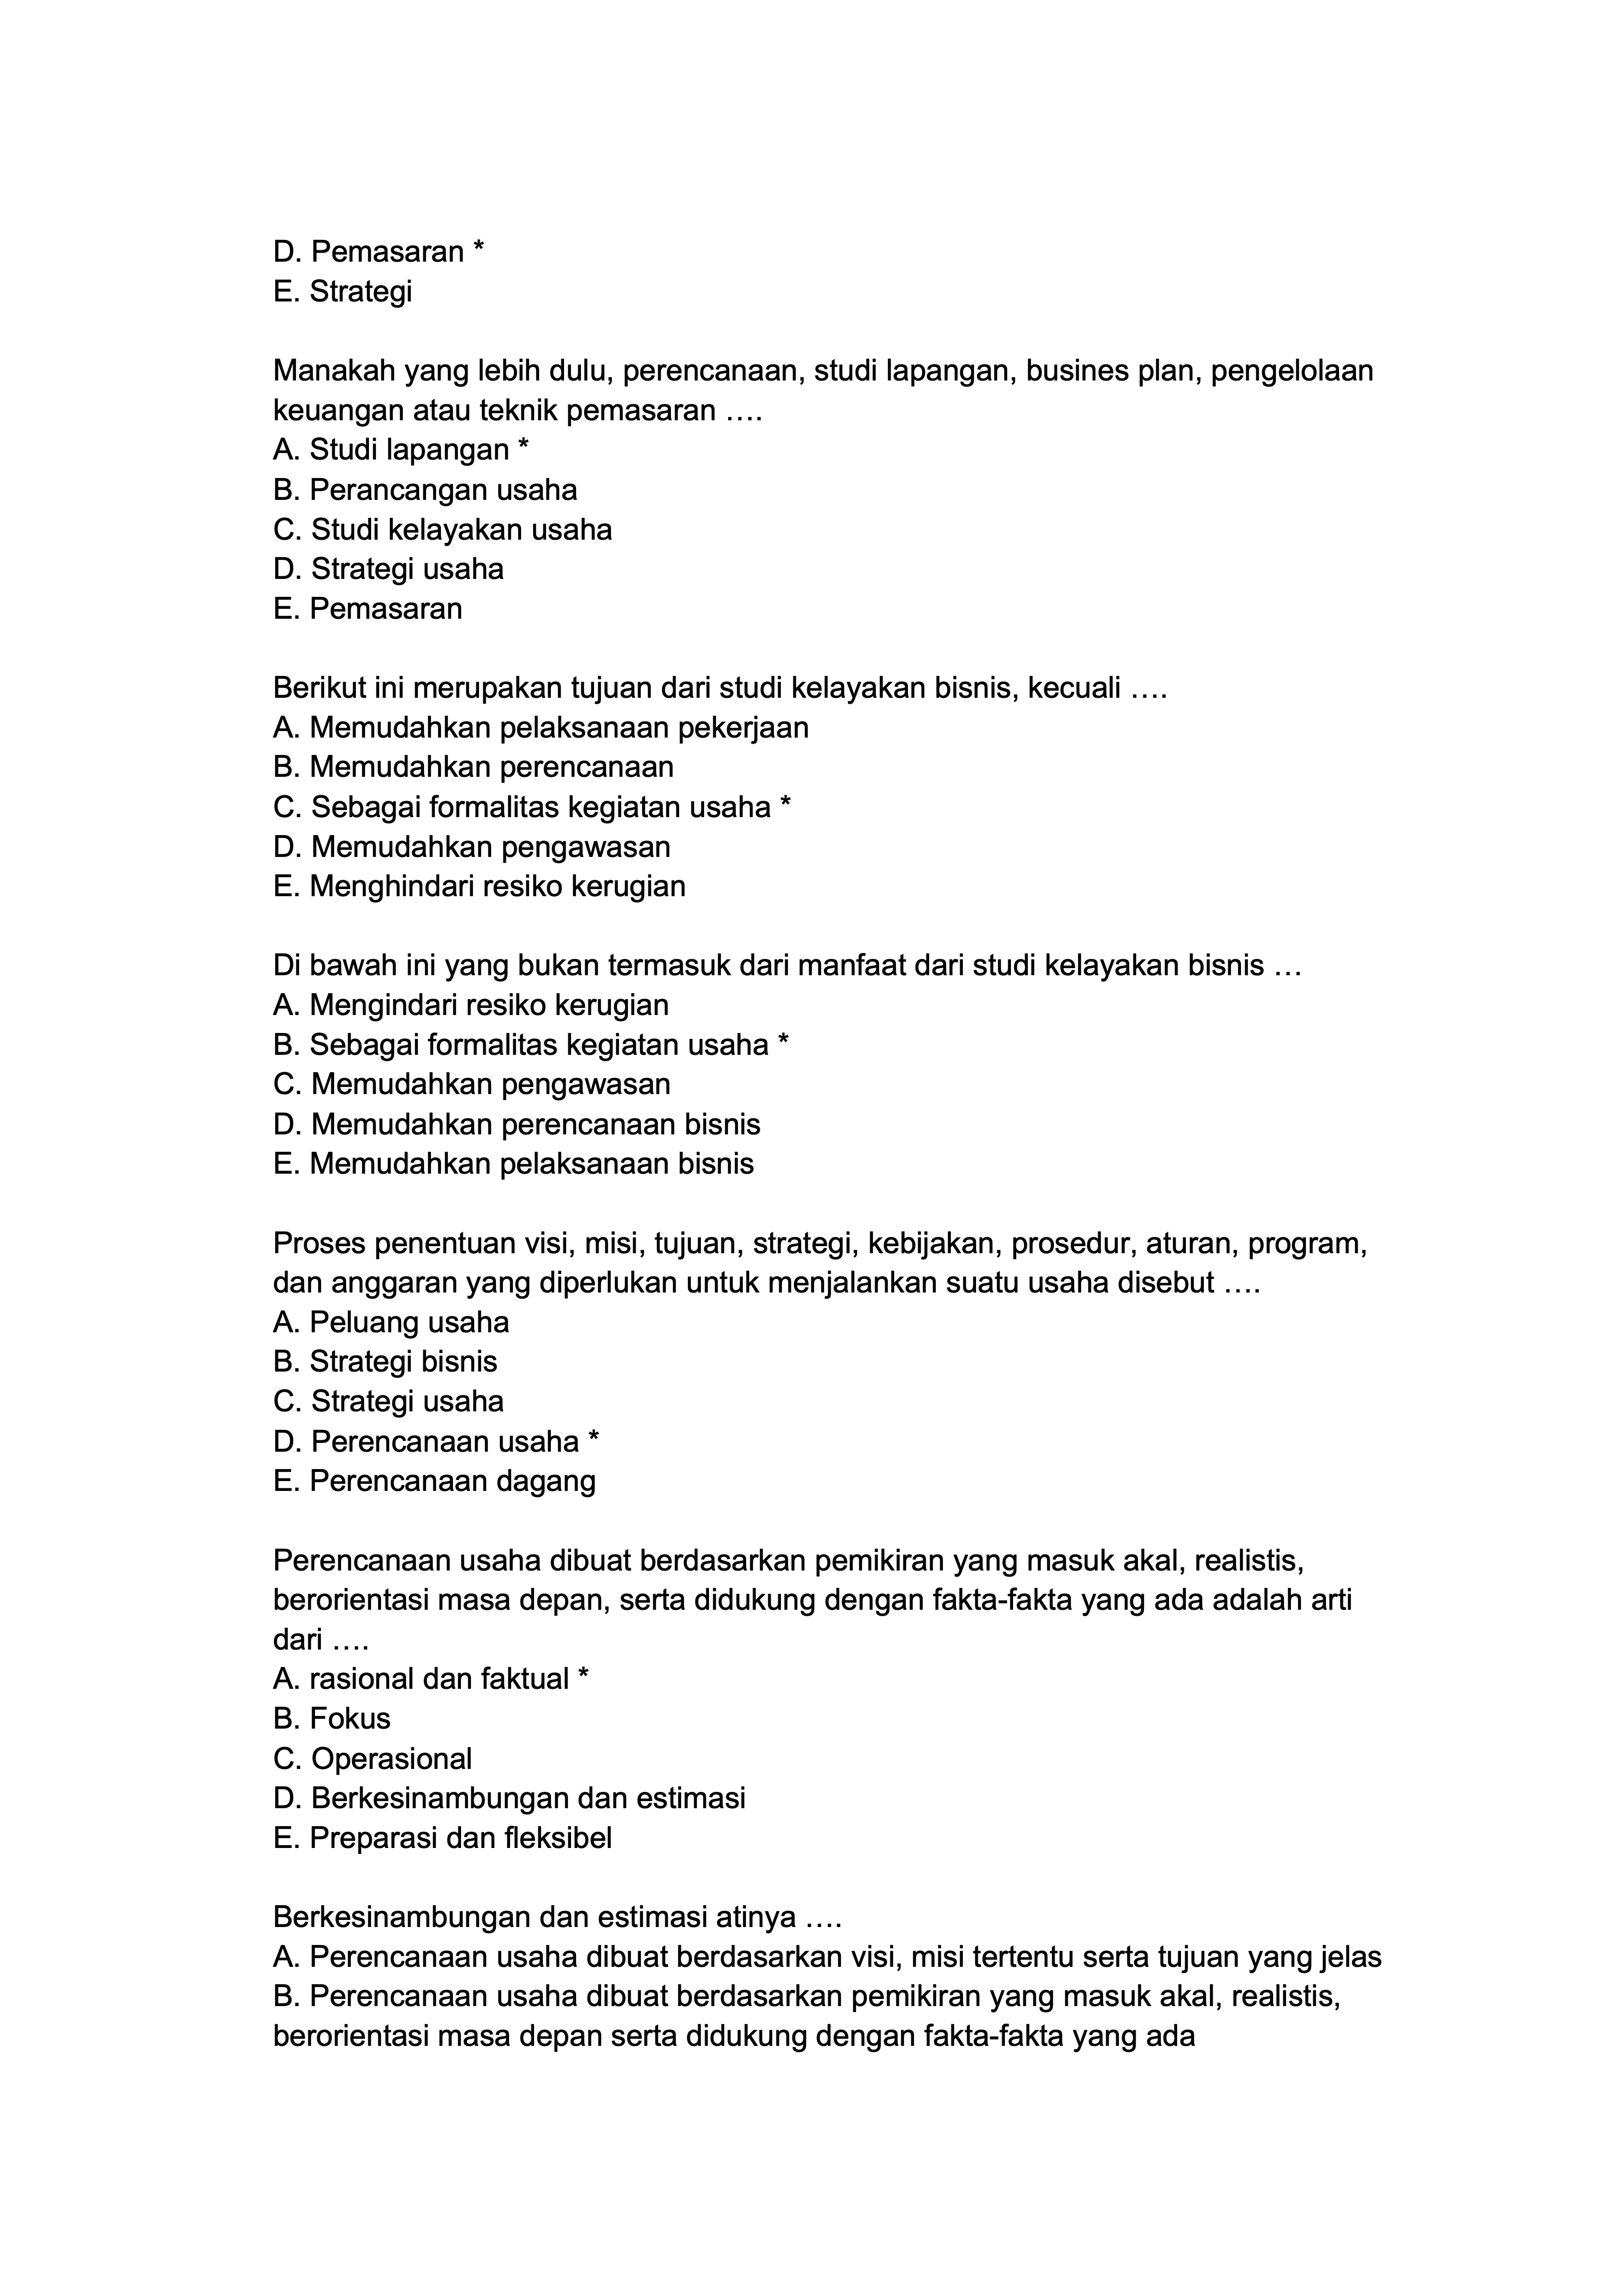 D. Pemasaran *
E. Strategi
Manakah yang lebih dulu, perencanaan, studi lapangan, busines plan, pengelolaan
keuangan atau teknik pemasaran ….
A. Studi lapangan *
B. Perancangan usaha
C. Studi kelayakan usaha
D. Strategi usaha
E. Pemasaran
Berikut ini merupakan tujuan dari studi kelayakan bisnis, kecuali ….
A. Memudahkan pelaksanaan pekerjaan
B. Memudahkan perencanaan
C. Sebagai formalitas kegiatan usaha *
D. Memudahkan pengawasan
E. Menghindari resiko kerugian
Di bawah ini yang bukan termasuk dari manfaat dari studi kelayakan bisnis …
A. Mengindari resiko kerugian
B. Sebagai formalitas kegiatan usaha *
C. Memudahkan pengawasan
D. Memudahkan perencanaan bisnis
E. Memudahkan pelaksanaan bisnis
Proses penentuan visi, misi, tujuan, strategi, kebijakan, prosedur, aturan, program,
dan anggaran yang diperlukan untuk menjalankan suatu usaha disebut ….
A. Peluang usaha
B. Strategi bisnis
C. Strategi usaha
D. Perencanaan usaha *
E. Perencanaan dagang
Perencanaan usaha dibuat berdasarkan pemikiran yang masuk akal, realistis,
berorientasi masa depan, serta didukung dengan fakta-fakta yang ada adalah arti
dari ….
A. rasional dan faktual *
B. Fokus
C. Operasional
D. Berkesinambungan dan estimasi
E. Preparasi dan fleksibel
Berkesinambungan dan estimasi atinya ….
A. Perencanaan usaha dibuat berdasarkan visi, misi tertentu serta tujuan yang jelas
B. Perencanaan usaha dibuat berdasarkan pemikiran yang masuk akal, realistis,
berorientasi masa depan serta didukung dengan fakta-fakta yang ada